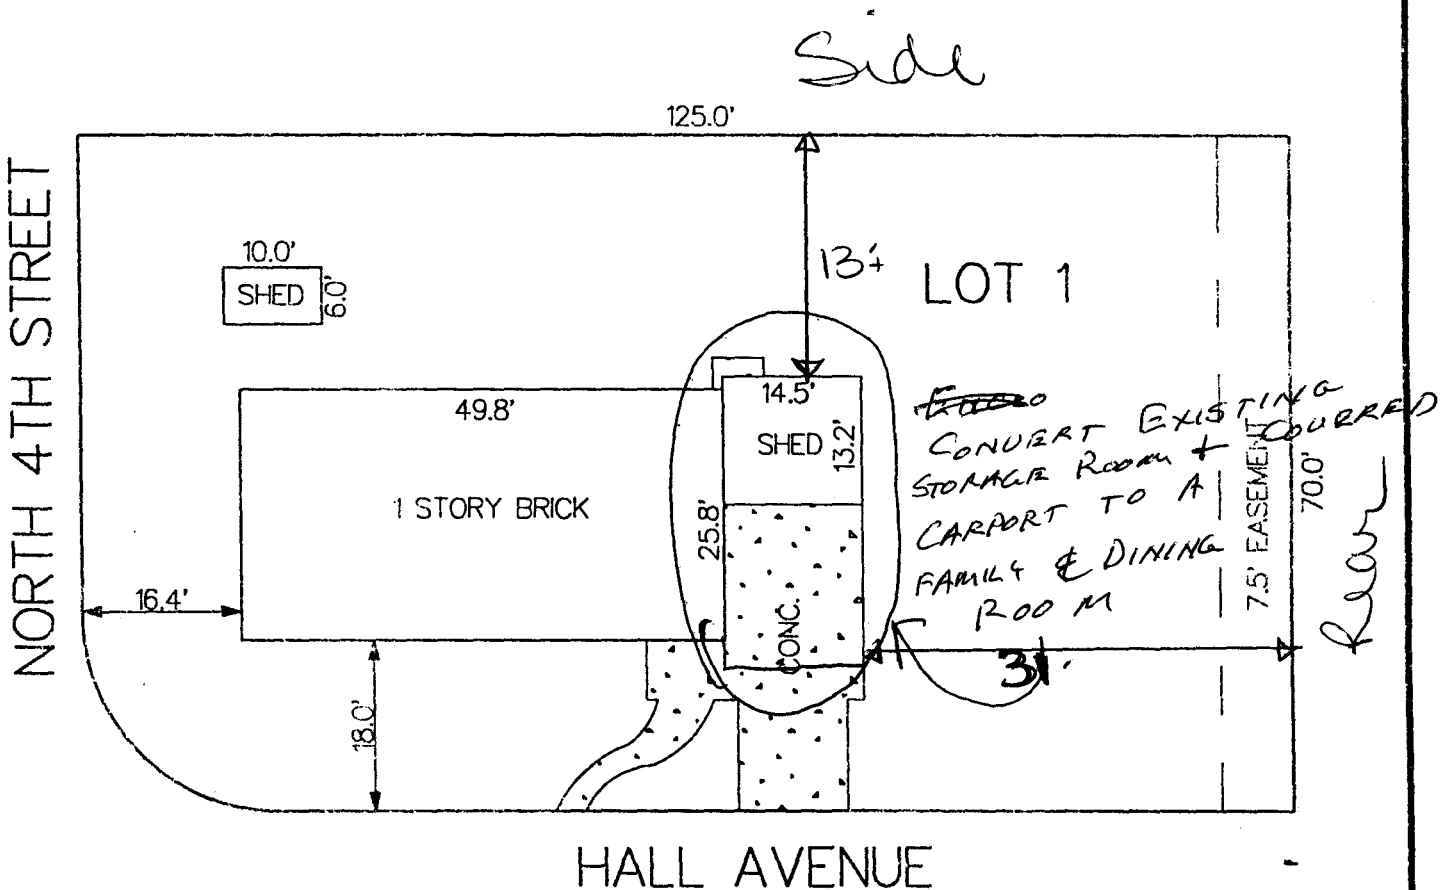 Side
125.0'
NORTH 4TH STREET
10.0'
SHED
6.0'
13'±
LOT 1
49.8'
14.5'
SHED
13.2'
CONVERT EXISTING
STORAGE ROOM & COVERED
CARPORT TO A
FAMILY & DINING
ROOM
1 STORY BRICK
25.8'
CONC.
7.5' EASEMENT
70.0'
Rear
16.4'
31'
18.0'
HALL AVENUE